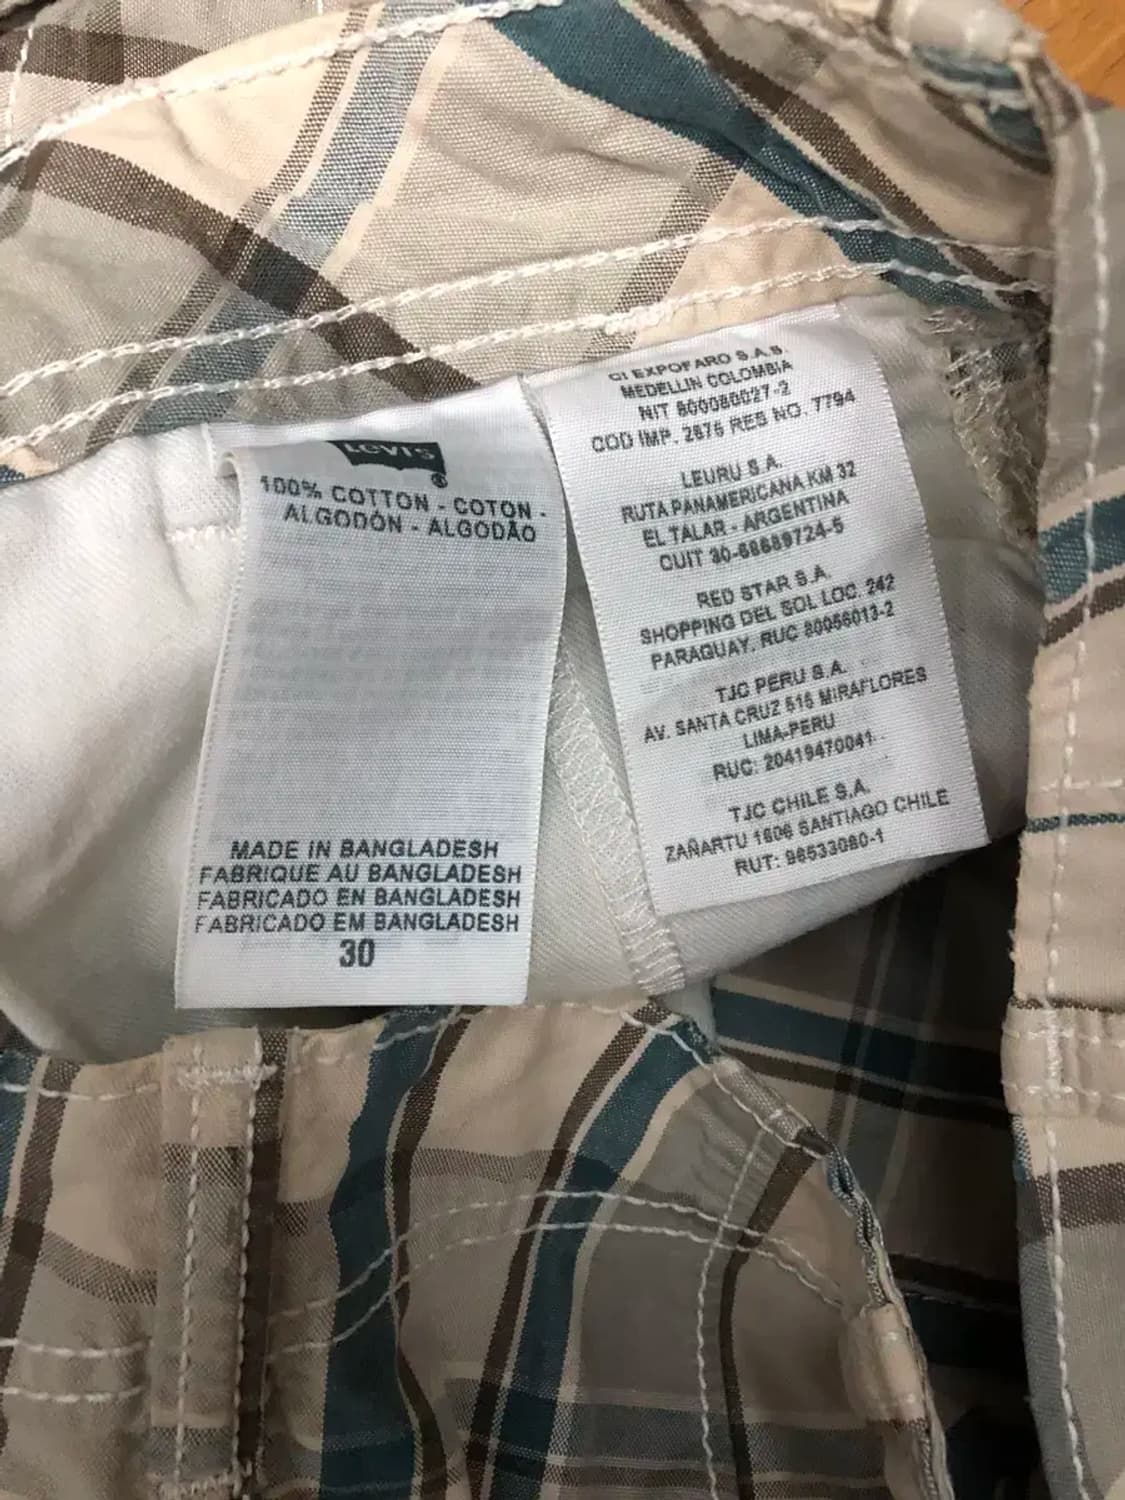 Levi's
®
100% COTTON - COTON -
ALGODÓN - ALGODÃO
MADE IN BANGLADESH
FABRIQUE AU BANGLADESH
FABRICADO EN BANGLADESH
FABRICADO EM BANGLADESH
30
CI EXPOFARO S.A.S.
MEDELLIN COLOMBIA
NIT 800080027-2
COD IMP. 2876 REG NO. 7794
LEURU S.A.
RUTA PANAMERICANA KM 32
EL TALAR - ARGENTINA
CUIT 30-68689724-5
RED STAR S.A.
SHOPPING DEL SOL LOC. 242
PARAGUAY. RUC 80056013-2
TJC PERU S.A.
AV. SANTA CRUZ 515 MIRAFLORES
LIMA-PERU
RUC: 20419470041.
TJC CHILE S.A.
ZAÑARTU 1606 SANTIAGO CHILE
RUT: 96533080-1